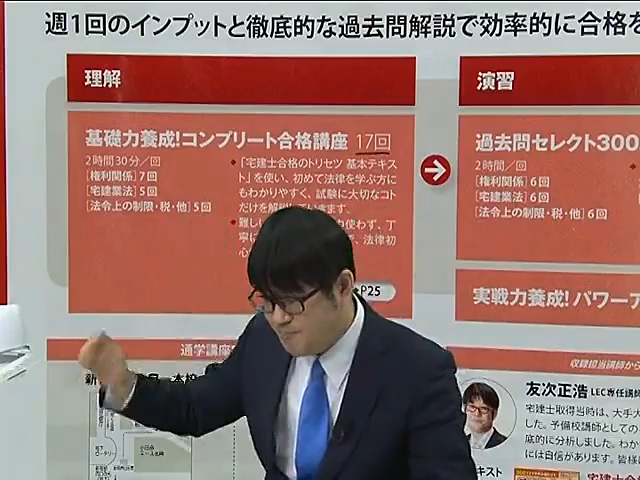 週1回のインプットと徹底的な過去問解説で効率的に合格を
理解
基礎力養成!コンプリート合格講座 17回
2時間30分/回
[権利関係]7回
[宅建業法]5回
[法令上の制限・税・他]5回
◆「宅建士合格のトリセツ 基本テキス
ト」を使い、初めて法律を学ぶ方に
もわかりやすく、試験に大切なコト
だけを解説していきます。
◆難し
使わず、丁
寧に
、法律初
心
P25
演習
過去問セレクト300
2時間/回
[権利関係]6回
[宅建業法]6回
[法令上の制限・税・他]6回
実戦力養成!パワーア
通学講座
収録担当講師から
友次正浩 LEC専任講師
宅建士取得当時は、大手大
した。予備校講師としての
底的に分析しました。わか
には自信があります。皆様
キスト